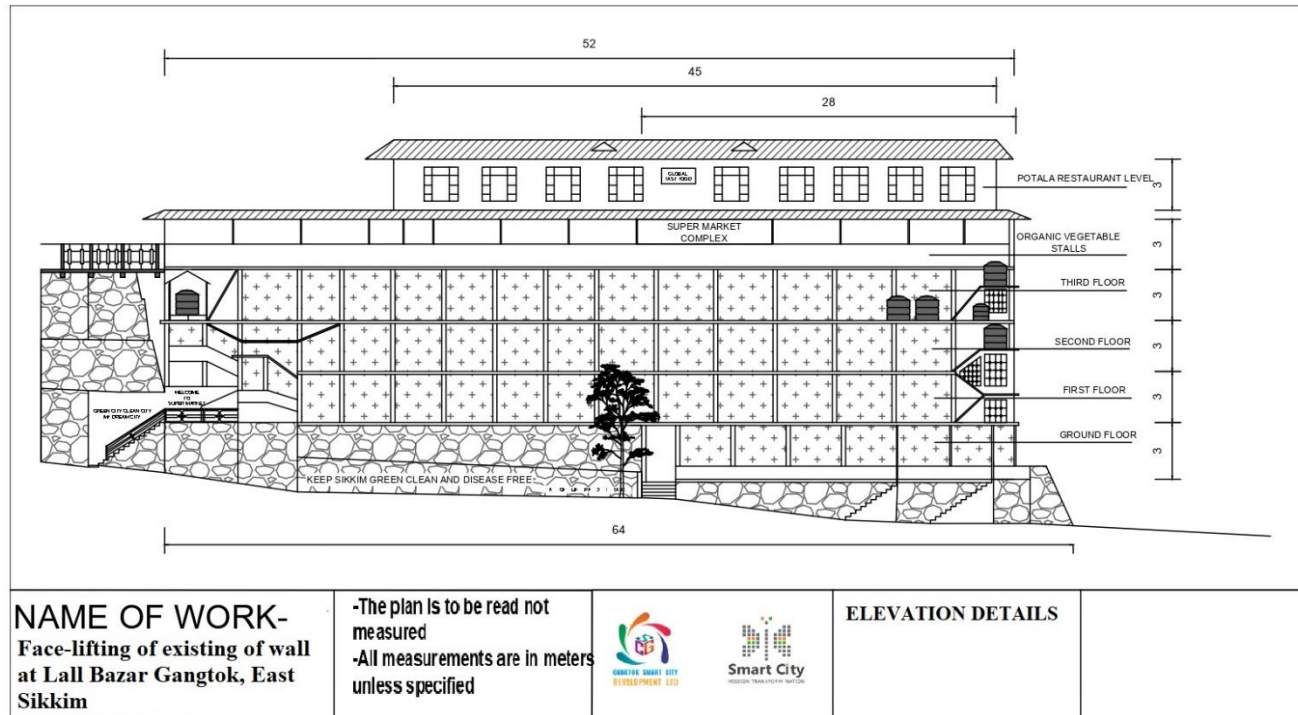 52
45
28
GLOBAL
FAST FOOD
POTALA RESTAURANT LEVEL
3
SUPER MARKET
COMPLEX
ORGANIC VEGETABLE
STALLS
3
THIRD FLOOR
3
SECOND FLOOR
3
WELCOME
TO
SUPER MARKET
GREEN CITY CLEAN CITY
MY DREAM CITY
FIRST FLOOR
3
GROUND FLOOR
3
KEEP SIKKIM GREEN CLEAN AND DISEASE FREE
64
NAME OF WORK-
Face-lifting of existing of wall
at Lall Bazar Gangtok, East
Sikkim
-The plan is to be read not
measured
-All measurements are in meters
unless specified
GANGTOK SMART CITY
DEVELOPMENT LTD
Smart City
MISSION TRANSFORM NATION
ELEVATION DETAILS